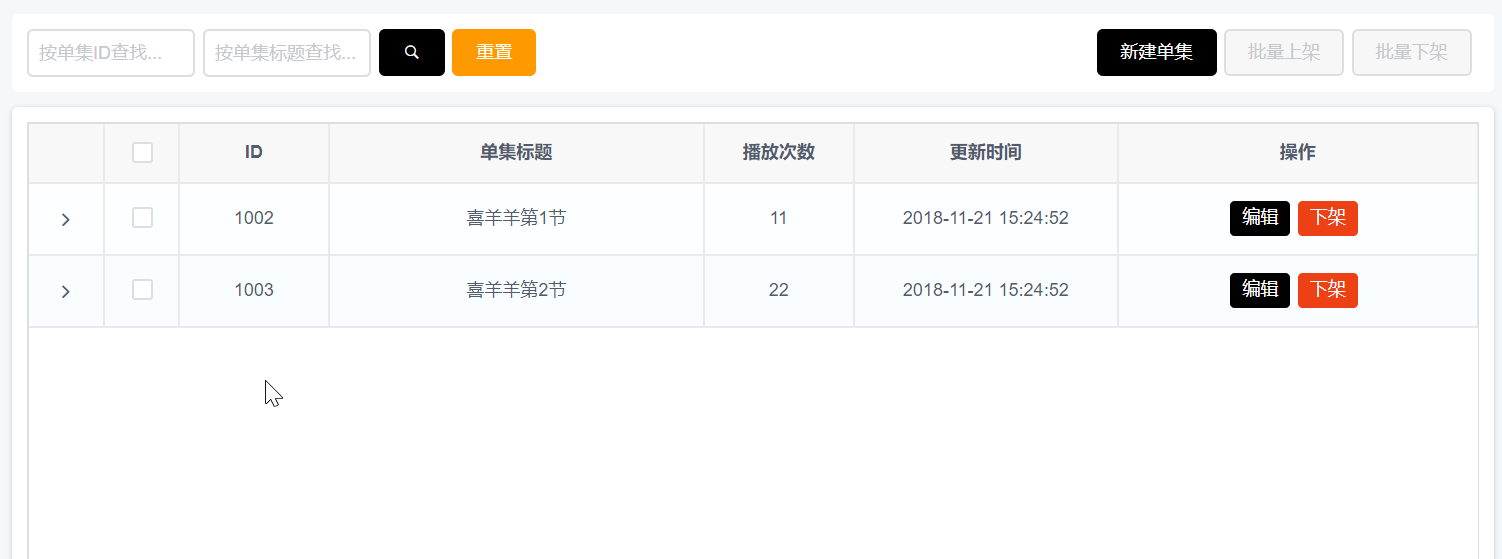 按单集ID查找... 按单集标题查找... 重置 新建单集 批量上架 批量下架
ID 单集标题 播放次数 更新时间 操作
1002 喜羊羊第1节 11 2018-11-21 15:24:52 编辑 下架
1003 喜羊羊第2节 22 2018-11-21 15:24:52 编辑 下架